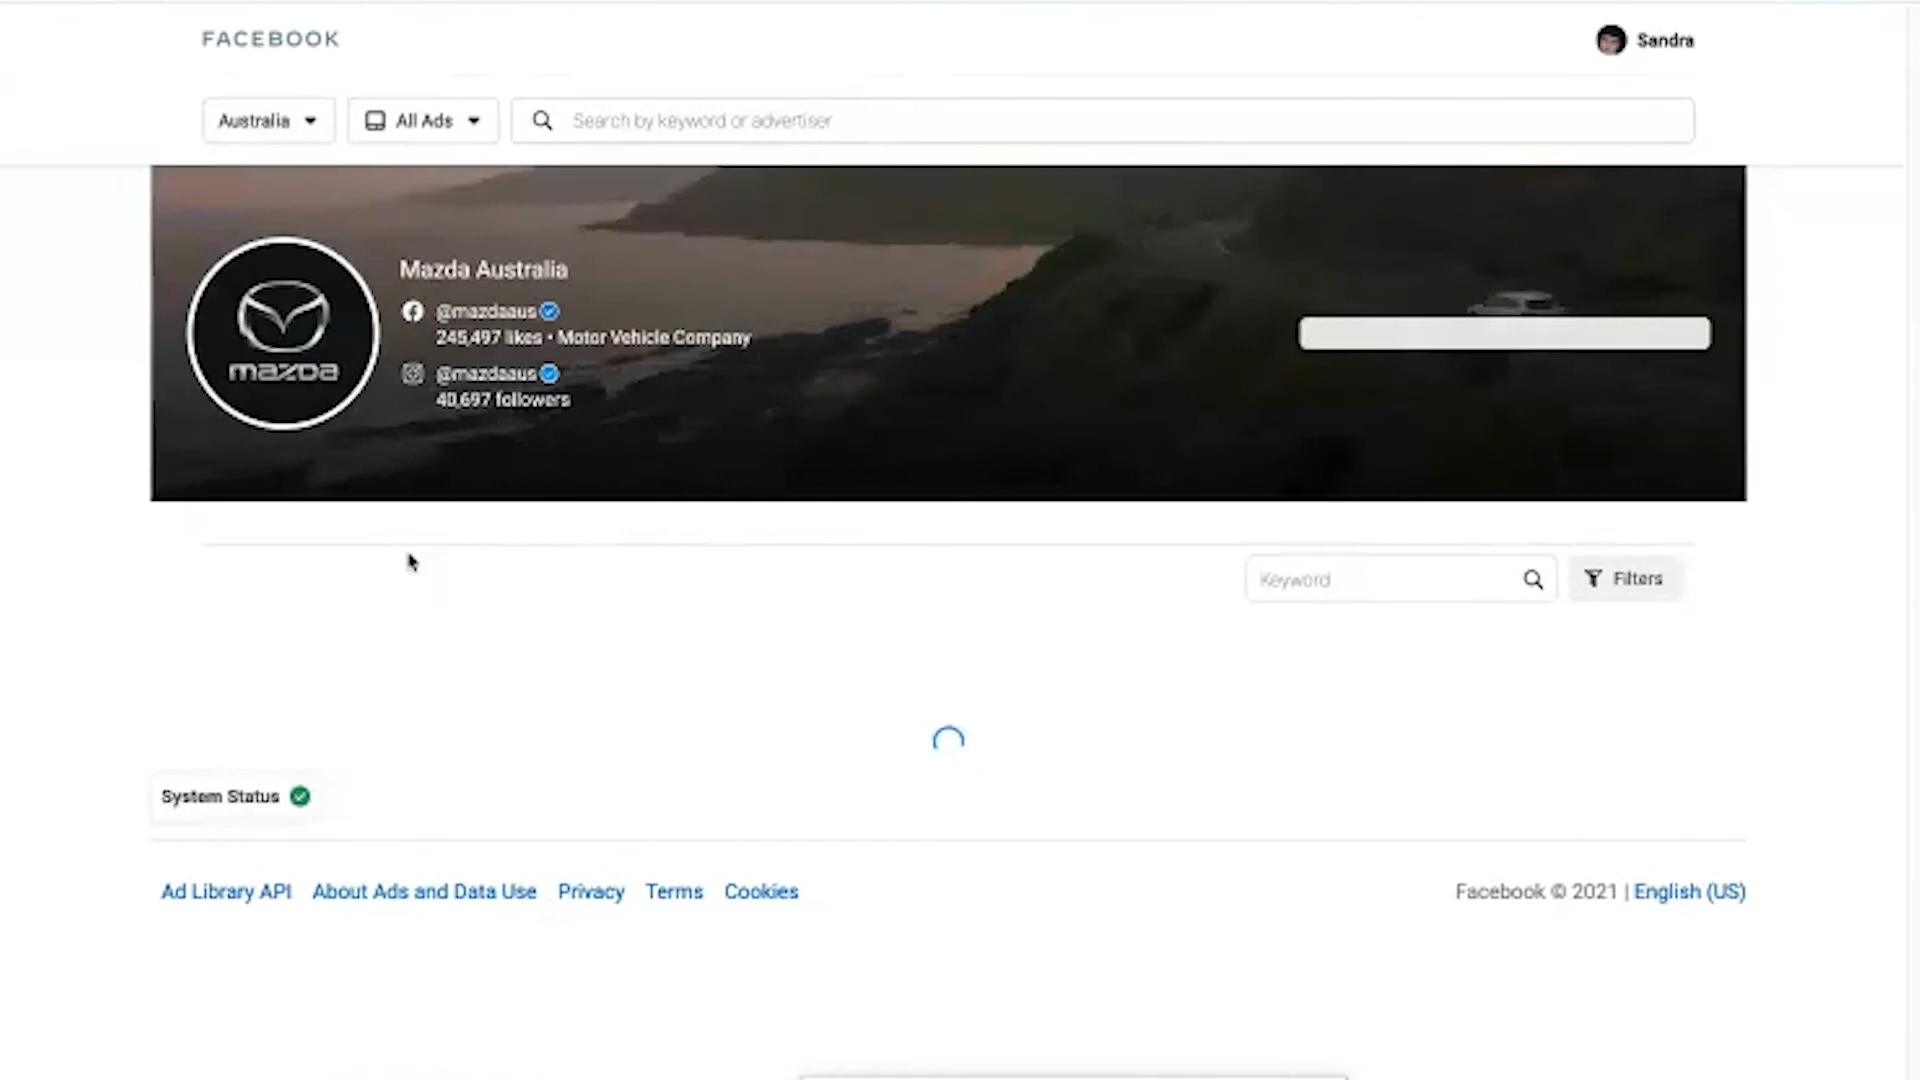 FACEBOOK
Sandra
Australia
All Ads
Search by keyword or advertiser
Mazda Australia
@mazdaaus
245,497 likes • Motor Vehicle Company
@mazdaaus
40,697 followers
mazda
Keyword
Filters
System Status
Ad Library API About Ads and Data Use Privacy Terms Cookies
Facebook © 2021 | English (US)